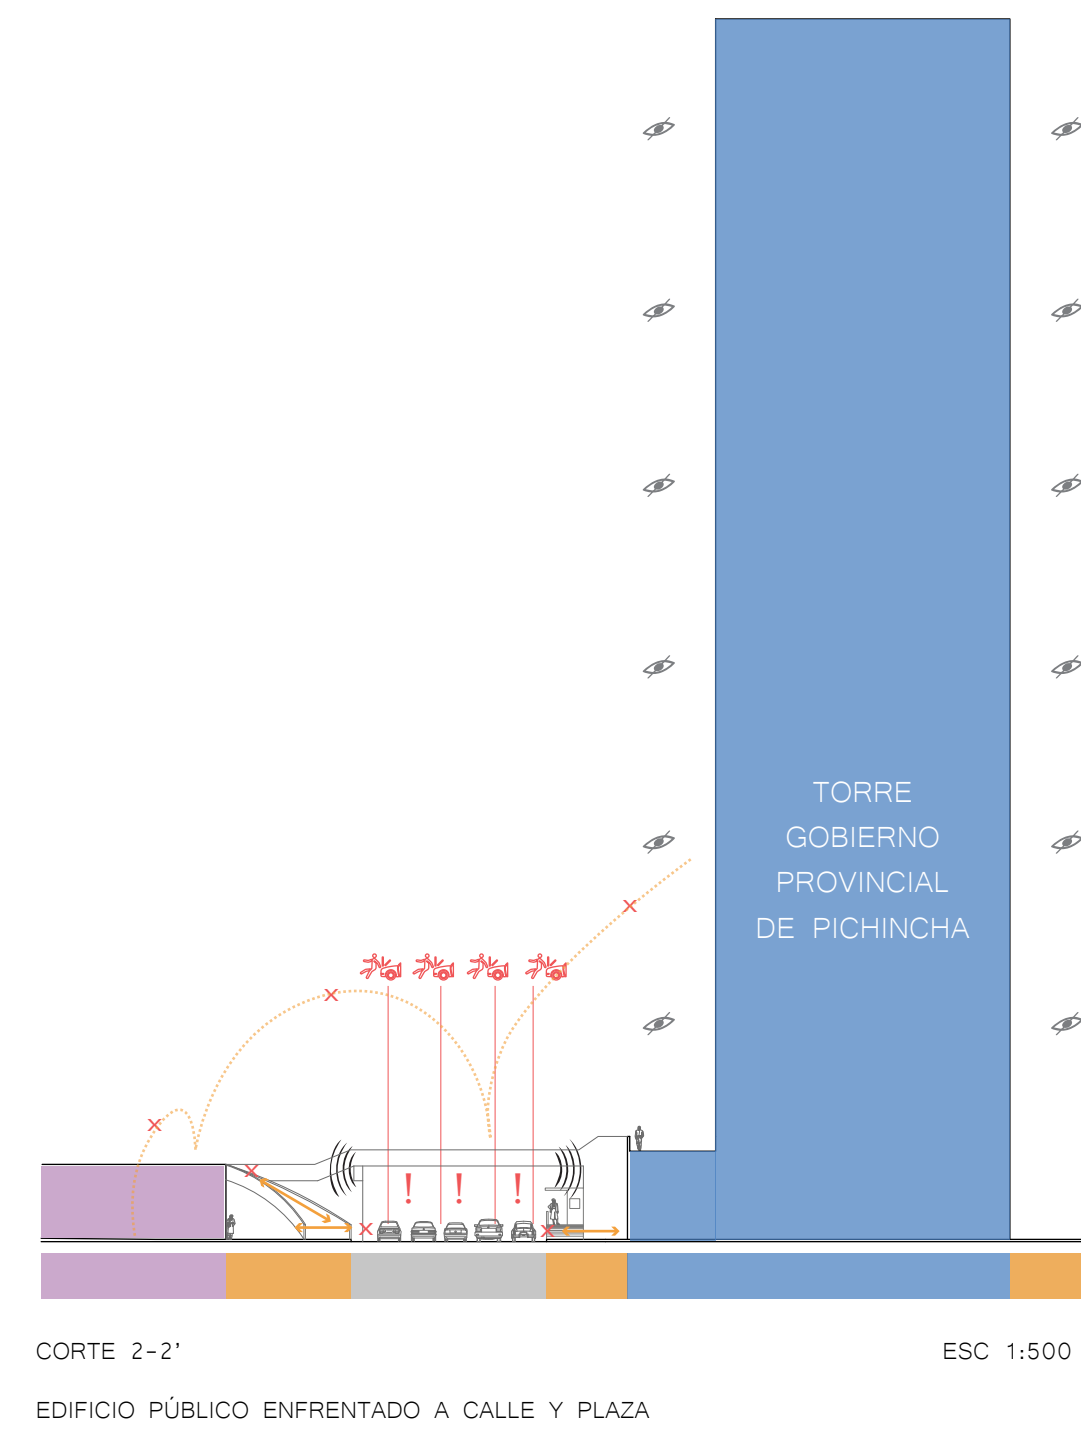 TORRE
GOBIERNO
PROVINCIAL
DE PICHINCHA
! ! !
CORTE 2-2' ESC 1:500
EDIFICIO PÚBLICO ENFRENTADO A CALLE Y PLAZA